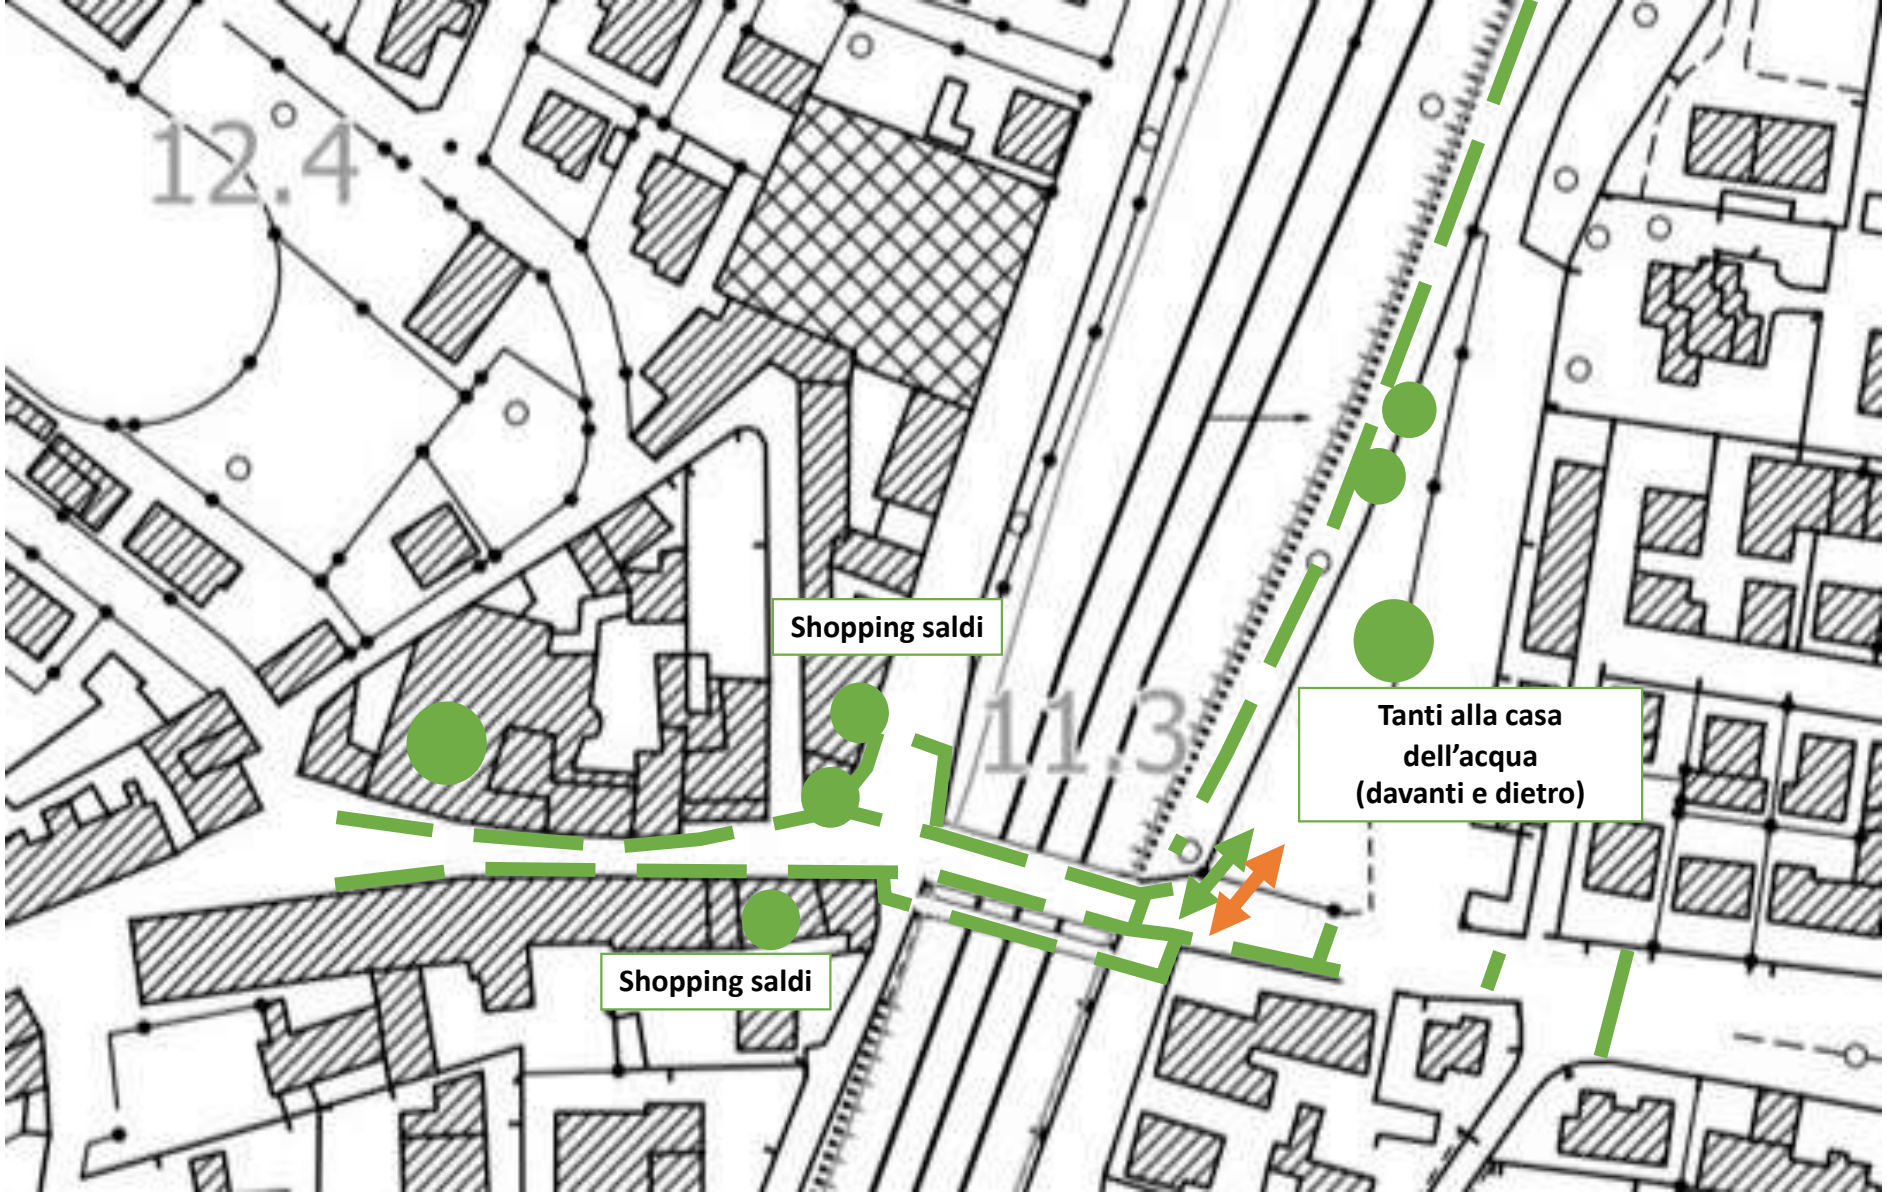 12.4
Shopping saldi
11.3
Tanti alla casa
dell’acqua
(davanti e dietro)
Shopping saldi